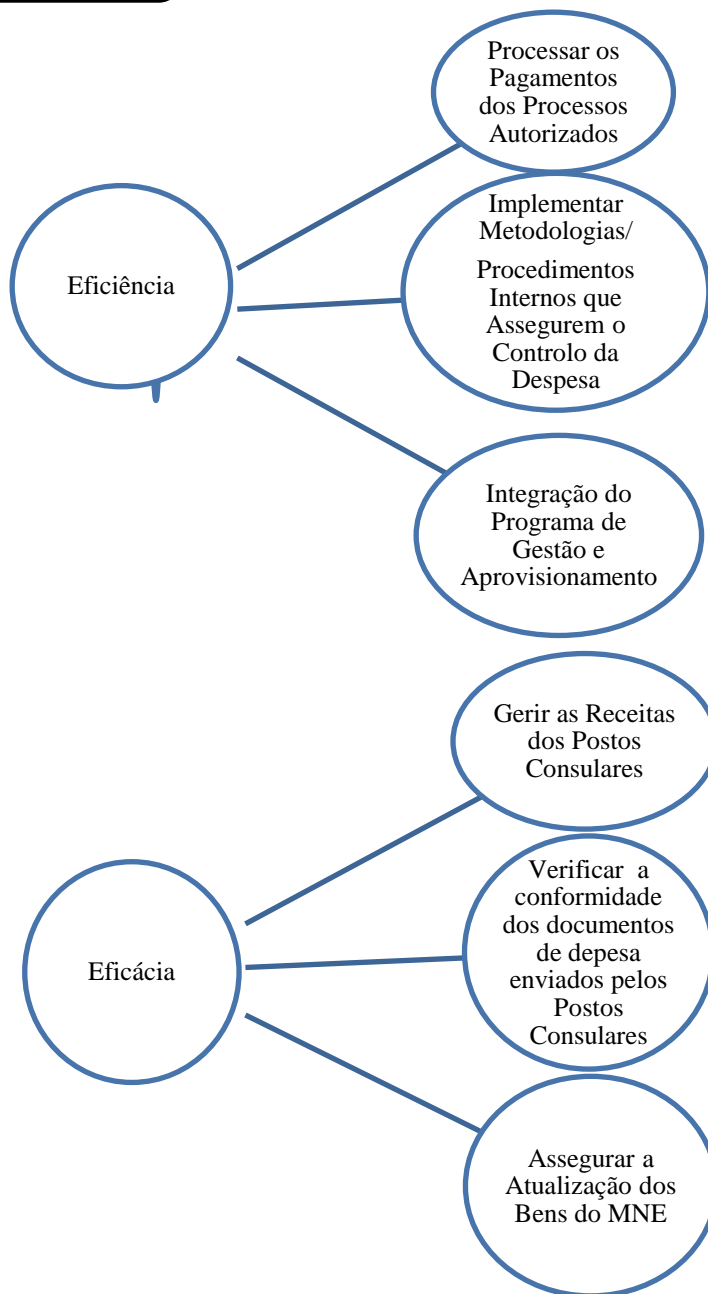 Processar os
Pagamentos
dos Processos
Autorizados
Eficiência
Implementar
Metodologias/
Procedimentos
Internos que
Assegurem o
Controlo da
Despesa
Integração do
Programa de
Gestão e
Aprovisionamento
Gerir as Receitas
dos Postos
Consulares
Eficácia
Verificar a
conformidade
dos documentos
de depesa
enviados pelos
Postos
Consulares
Assegurar a
Atualização dos
Bens do MNE